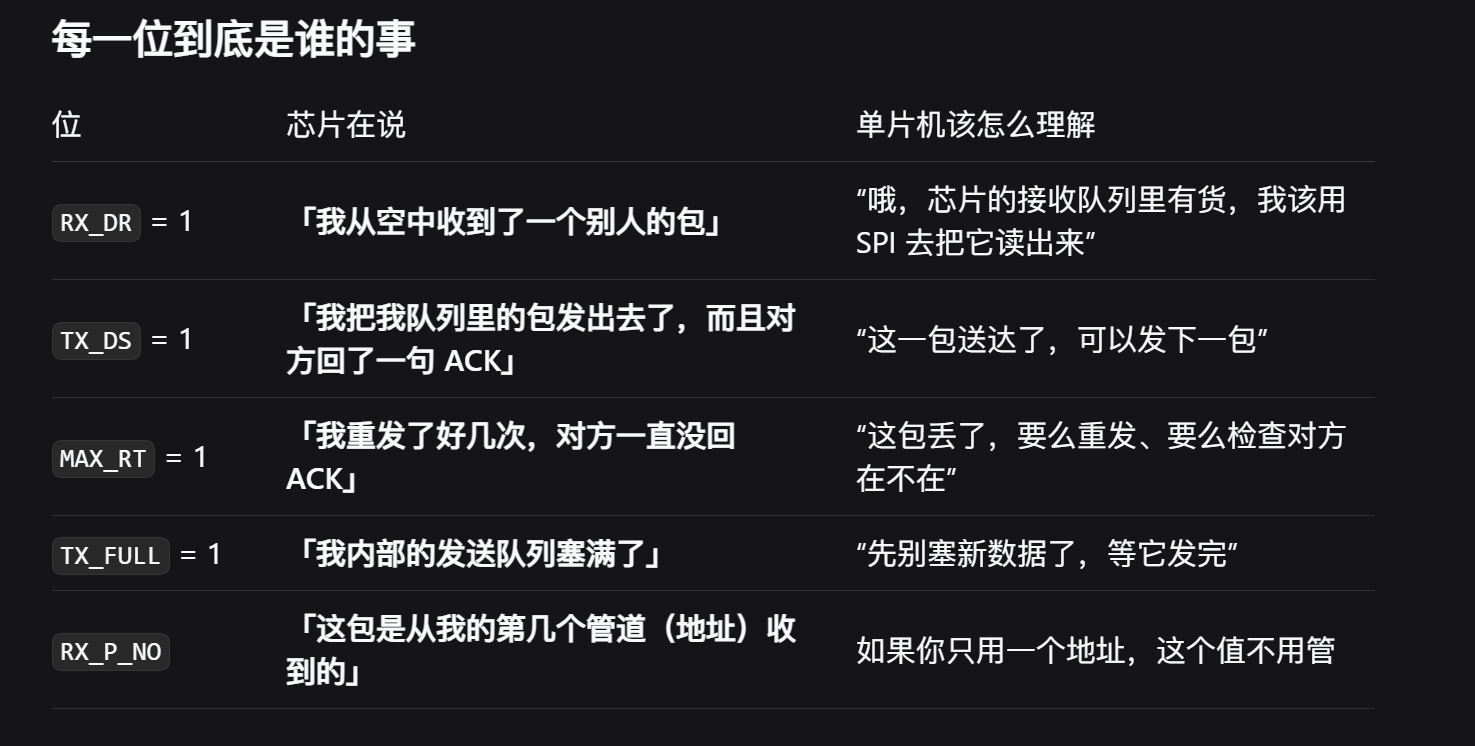 每一位到底是谁的事
位 芯片在说 单片机该怎么理解
RX_DR = 1 「我从空中收到了一个别人的包」 “哦，芯片的接收队列里有货，我该用
SPI 去把它读出来”
TX_DS = 1 「我把我队列里的包发出去了，而且对
方回了一句 ACK」 “这一包送达了，可以发下一包”
MAX_RT = 1 「我重发了好几次，对方一直没回
ACK」 “这包丢了，要么重发、要么检查对方
在不在”
TX_FULL = 1 「我内部的发送队列塞满了」 “先别塞新数据了，等它发完”
RX_P_NO 「这包是从我的第几个管道（地址）收
到的」 如果你只用一个地址，这个值不用管